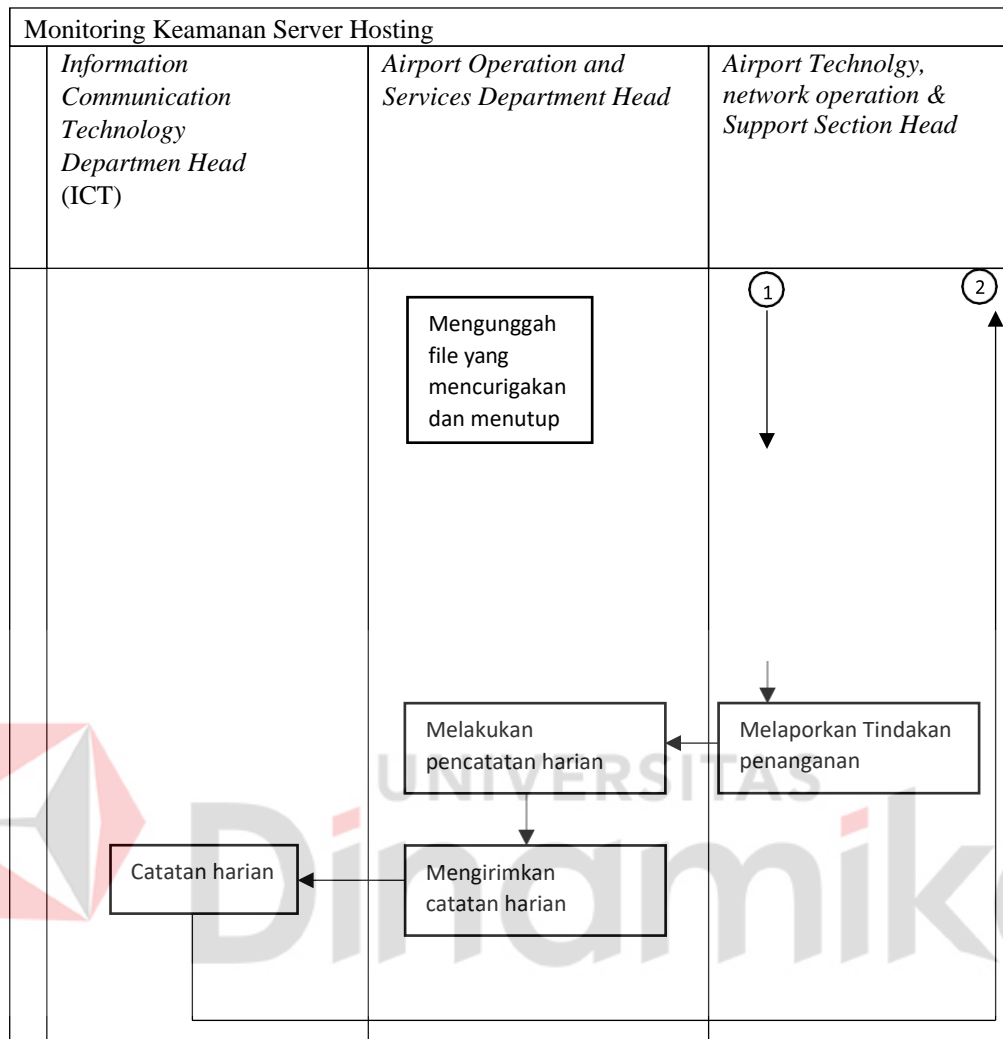 Monitoring Keamanan Server Hosting
Information
Communication
Technology
Departmen Head
(ICT)
Airport Operation and
Services Department Head
Airport Technolgy,
network operation &
Support Section Head
1
2
Mengunggah
file yang
mencurigakan
dan menutup
Melakukan
pencatatan harian
Melaporkan Tindakan
penanganan
UNIVERSITAS
Dinamik
Catatan harian
Mengirimkan
catatan harian